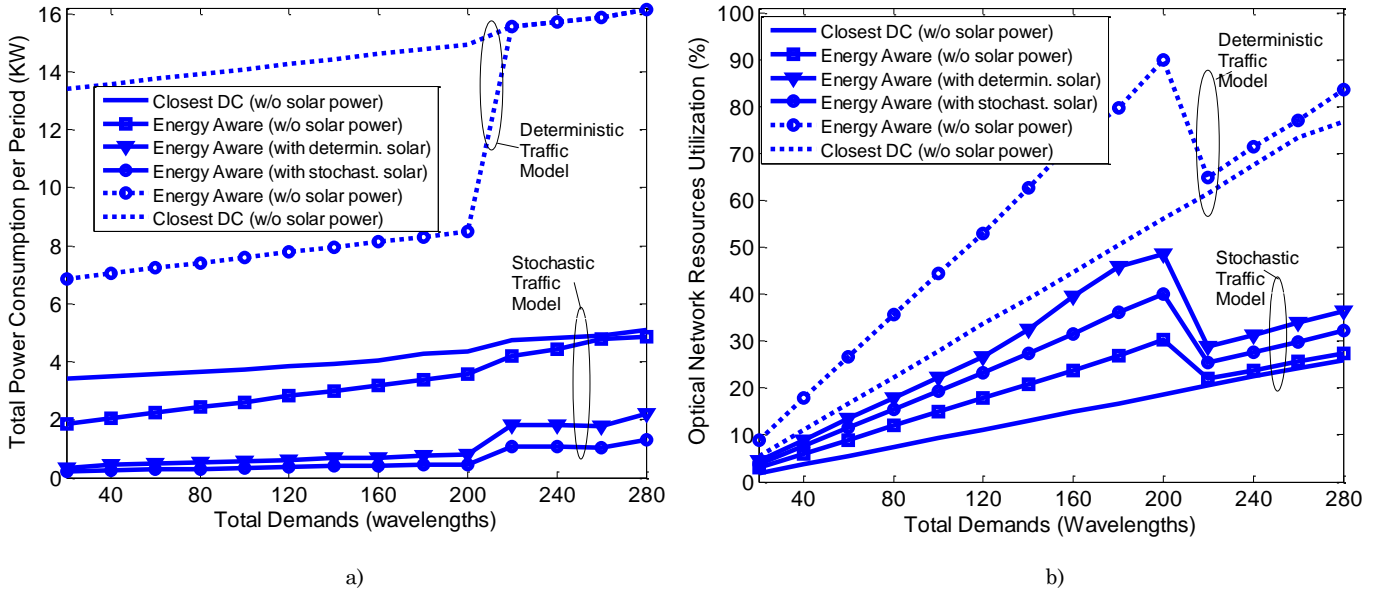 Total Power Consumption per Period (KW)
16
14
12
10
8
6
4
2
0
Closest DC (w/o solar power)
Energy Aware (w/o solar power)
Energy Aware (with determin. solar)
Energy Aware (with stochast. solar)
Energy Aware (w/o solar power)
Closest DC (w/o solar power)
Deterministic
Traffic
Model
Stochastic
Traffic
Model
40 80 120 160 200 240 280
Total Demands (wavelengths)
a)
Optical Network Resources Utilization (%)
100
90
80
70
60
50
40
30
20
10
0
Closest DC (w/o solar power)
Energy Aware (w/o solar power)
Energy Aware (with determin. solar)
Energy Aware (with stochast. solar)
Energy Aware (w/o solar power)
Closest DC (w/o solar power)
Deterministic
Traffic
Model
Stochastic
Traffic
Model
40 80 120 160 200 240 280
Total Demands (Wavelengths)
b)